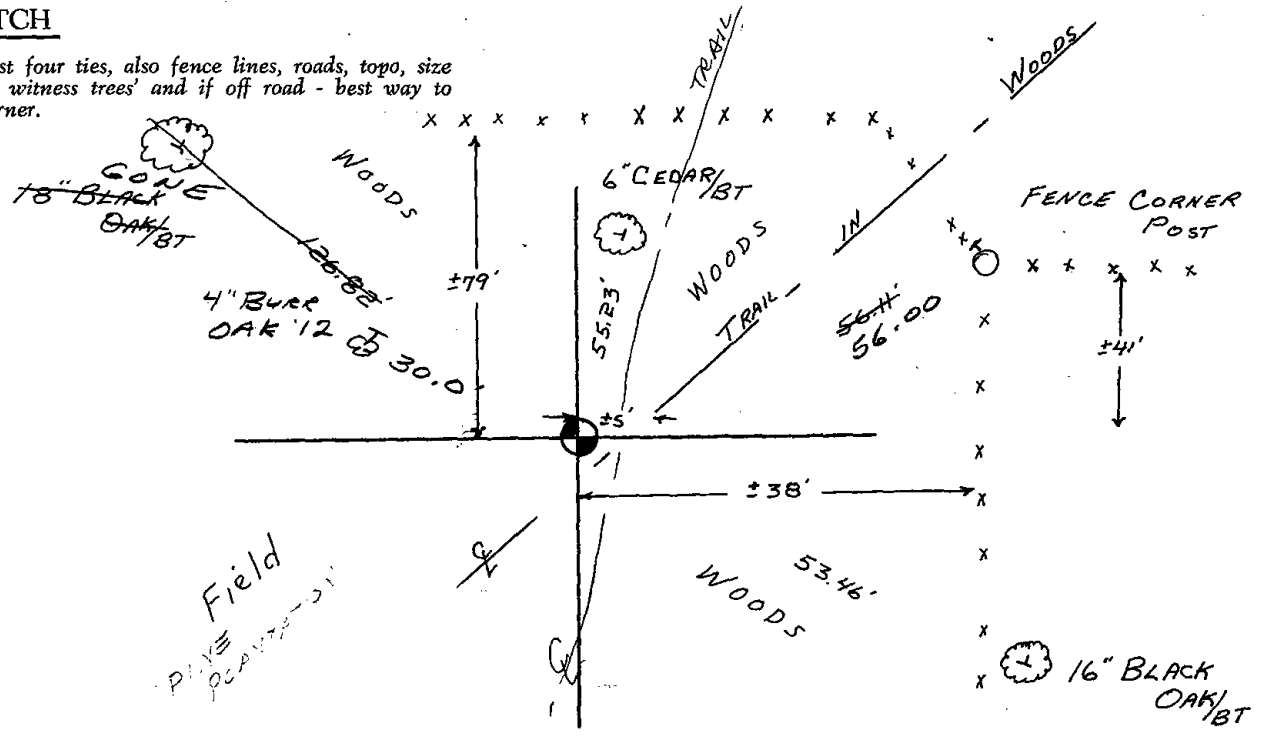 TCH
st four ties, also fence lines, roads, topo, size
witness trees' and if off road - best way to
rner.
TRAIL
WOODS
GONE
18" BLACK
OAK/BT
126.82'
WOODS
±79'
6" CEDAR/BT
55.23'
WOODS
TRAIL
IN
FENCE CORNER
POST
4" BURR
OAK '12
30.0
56.11'
56.00
±41'
±5'
±38'
Field
PINE
℄
WOODS
53.46'
℄
16" BLACK
OAK/BT